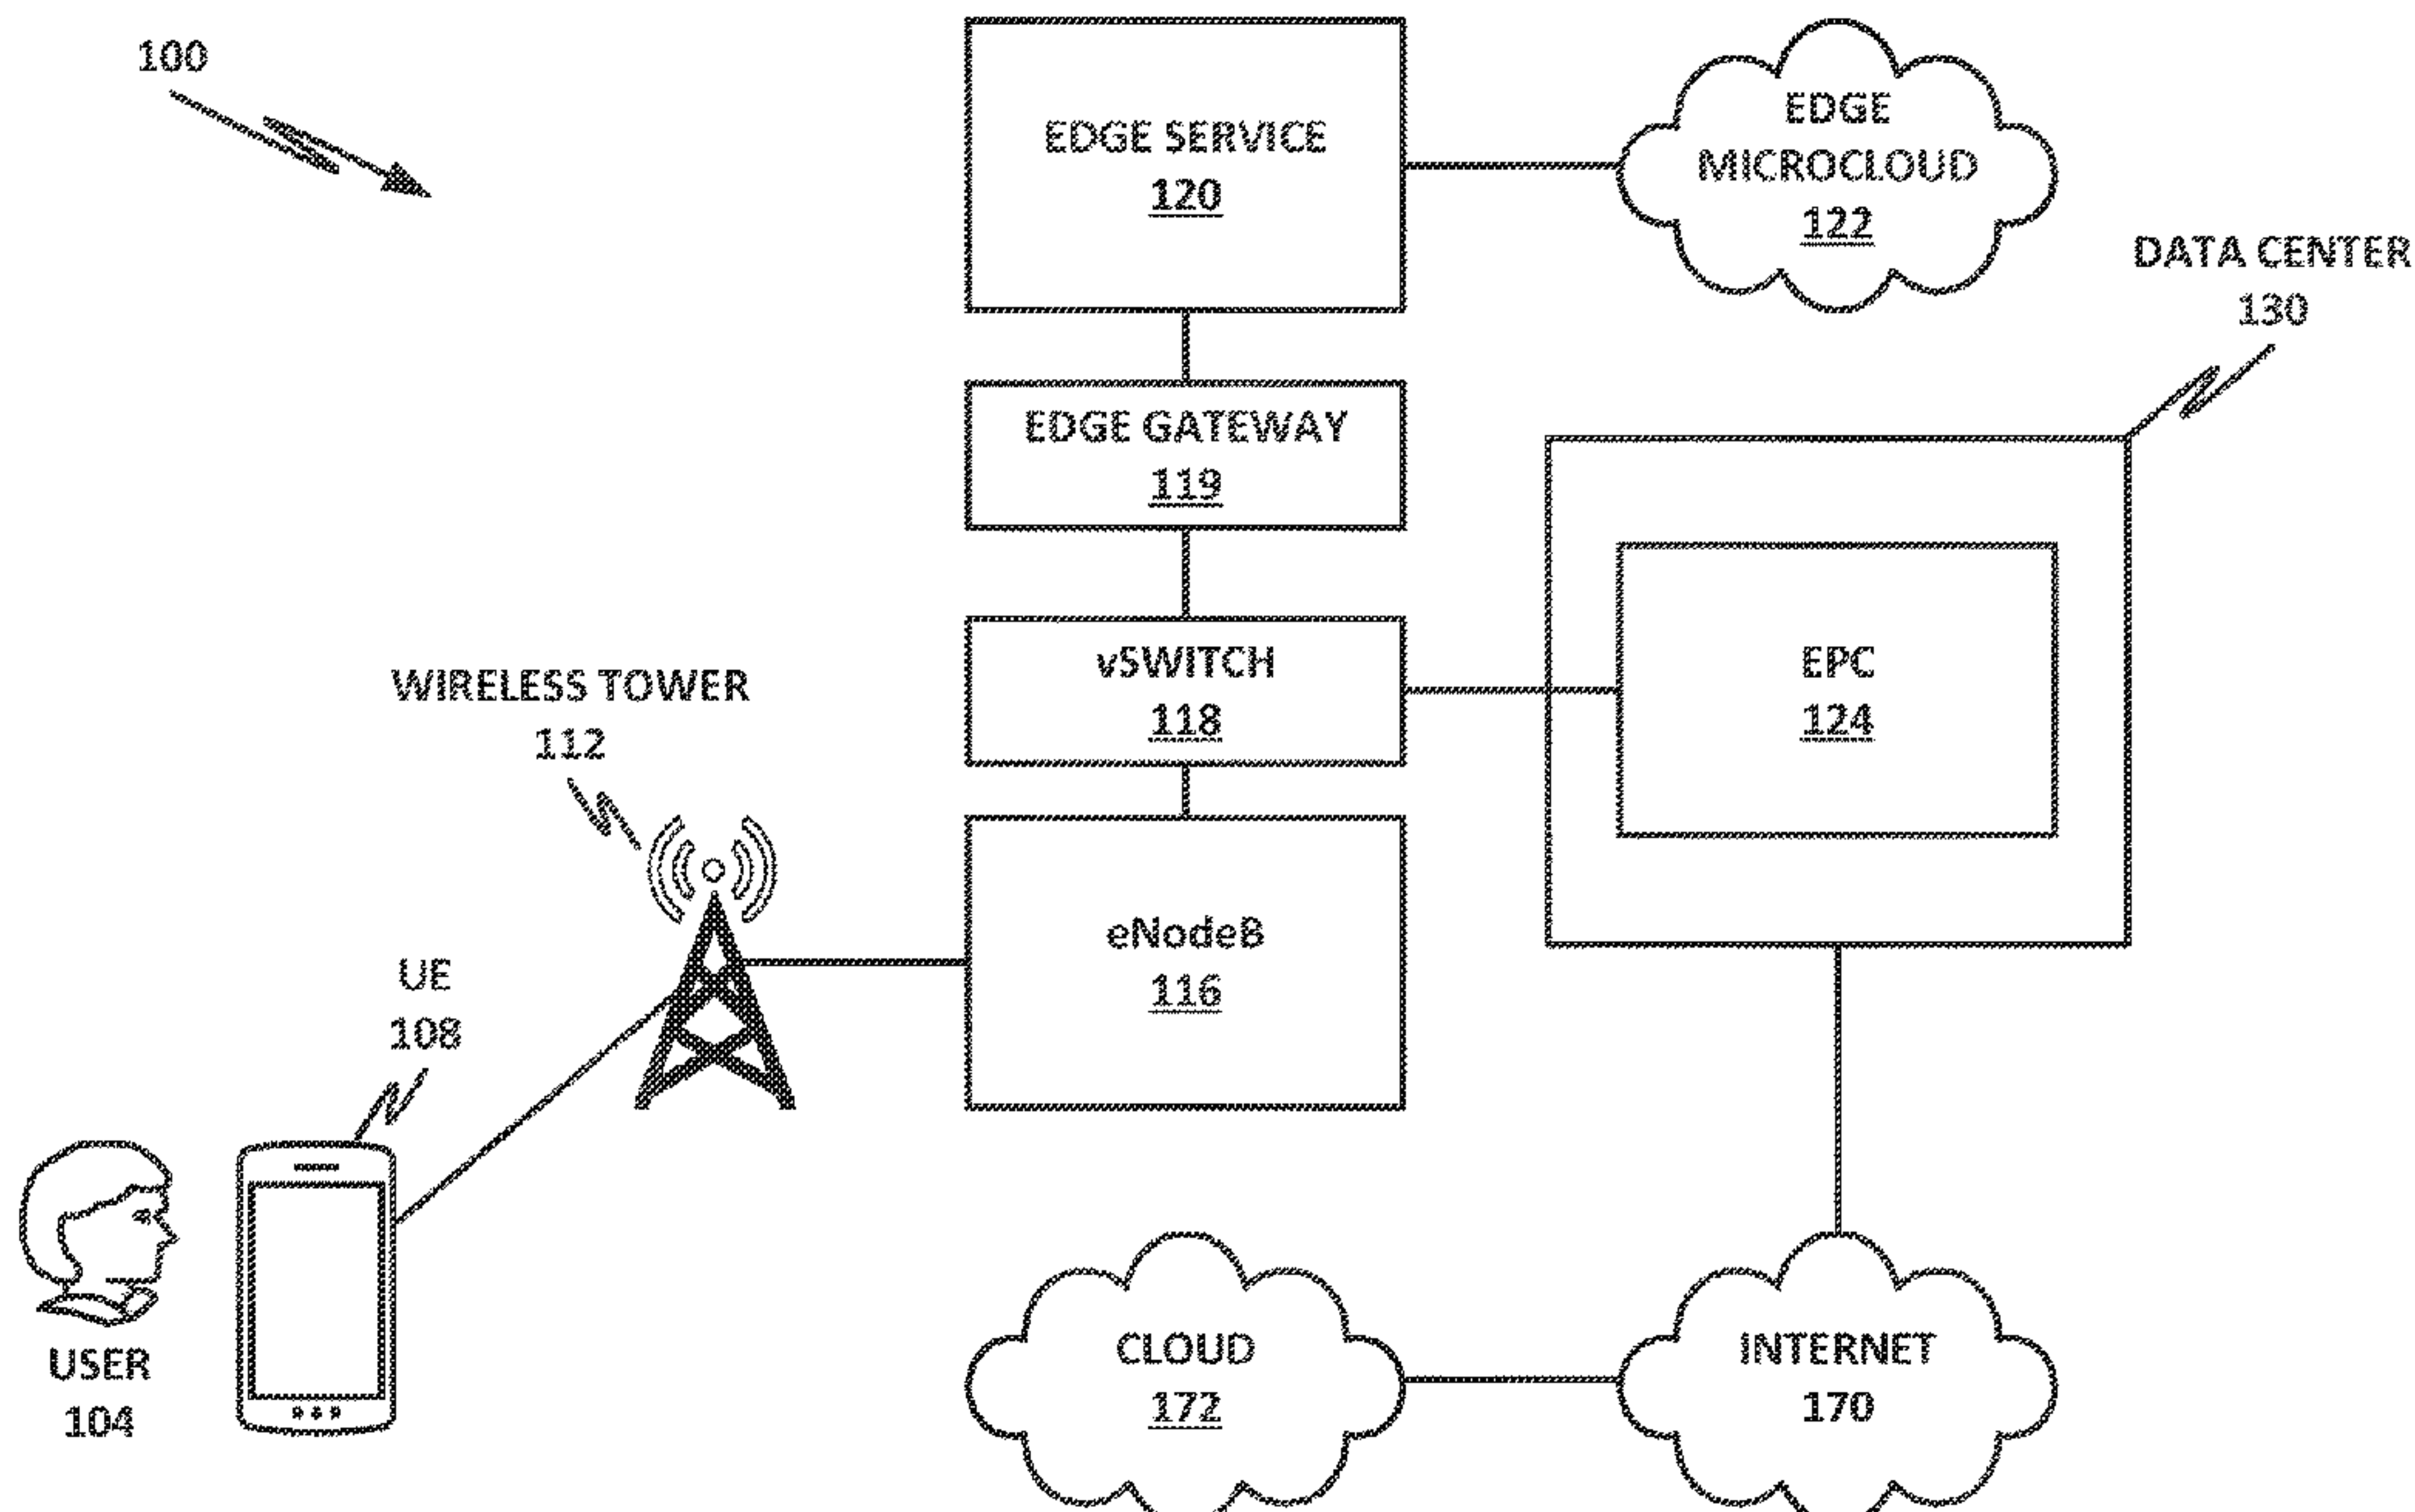 100
EDGE SERVICE
120
EDGE
MICROCLOUD
122
DATA CENTER
130
EDGE GATEWAY
119
vSWITCH
118
EPC
124
WIRELESS TOWER
112
eNodeB
116
UE
108
USER
104
CLOUD
172
INTERNET
170